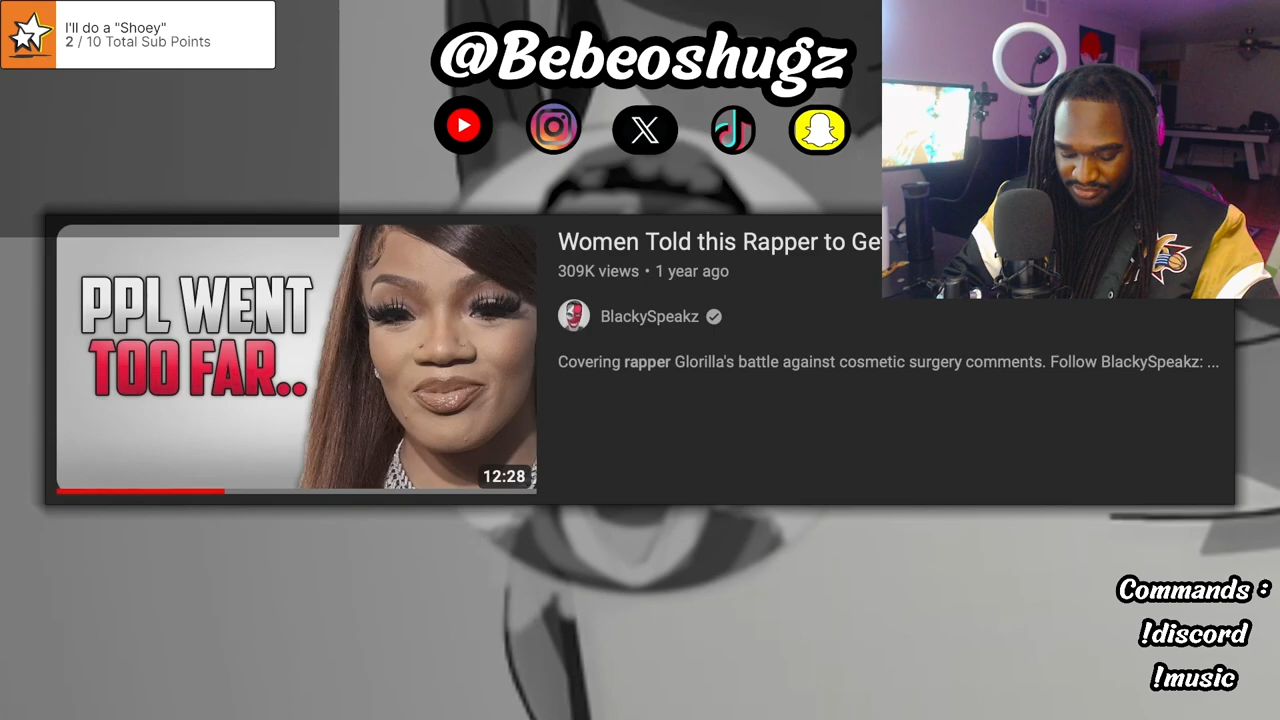 I'll do a "Shoey"
2 / 10 Total Sub Points
@Bebeoshugz
PPL WENT
TOO FAR..
12:28
Women Told this Rapper to Ge
309K views • 1 year ago
BlackySpeakz
Covering rapper Glorilla's battle against cosmetic surgery comments. Follow BlackySpeakz: ...
Commands :
!discord
!music